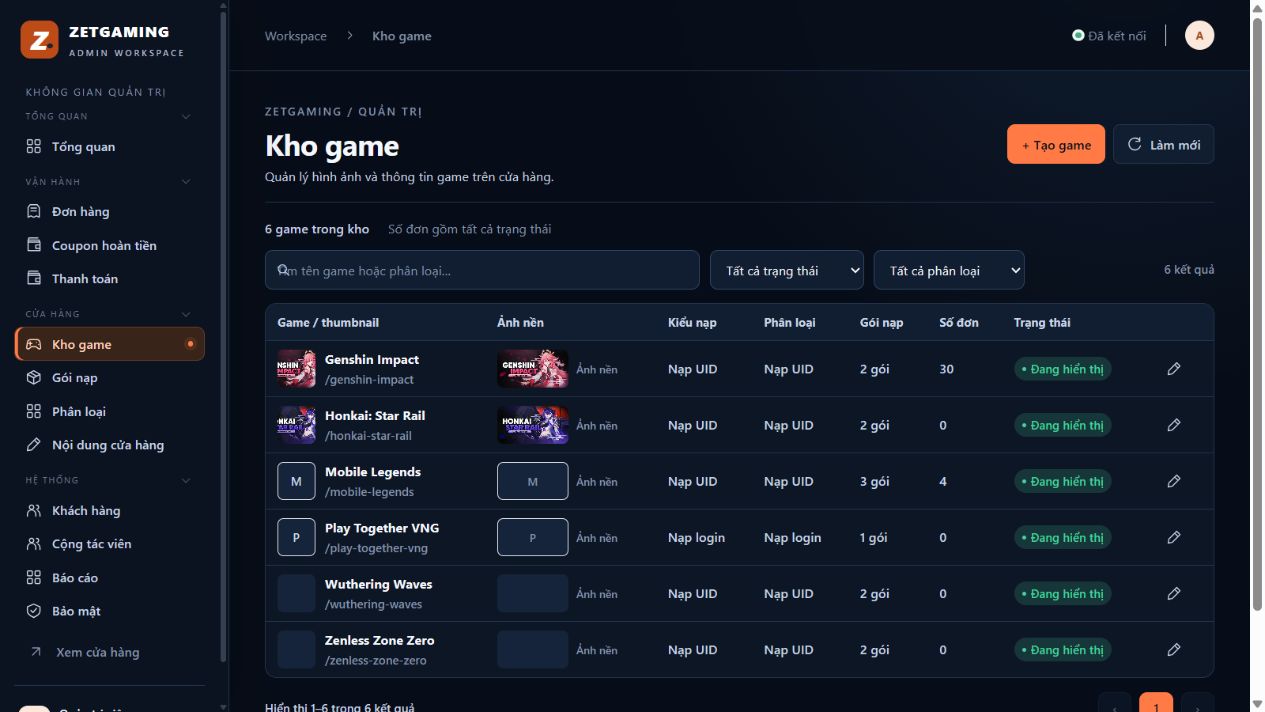 ZETGAMING
ADMIN WORKSPACE
KHÔNG GIAN QUẢN TRỊ
TỔNG QUAN
Tổng quan
VẬN HÀNH
Đơn hàng
Coupon hoàn tiền
Thanh toán
CỬA HÀNG
Kho game
Gói nạp
Phân loại
Nội dung cửa hàng
HỆ THỐNG
Khách hàng
Cộng tác viên
Báo cáo
Bảo mật
Xem cửa hàng
Workspace > Kho game
Đã kết nối
A
ZETGAMING / QUẢN TRỊ
Kho game
Quản lý hình ảnh và thông tin game trên cửa hàng.
+ Tạo game
Làm mới
6 game trong kho Số đơn gồm tất cả trạng thái
tên game hoặc phân loại...
Tất cả trạng thái
Tất cả phân loại
6 kết quả
Game / thumbnail Ảnh nền Kiểu nạp Phân loại Gói nạp Số đơn Trạng thái
Genshin Impact GENSHIN IMPACT Ảnh nền Nạp UID Nạp UID 2 gói 30 • Đang hiển thị
/genshin-impact
Honkai: Star Rail HONKAI STAR RAIL Ảnh nền Nạp UID Nạp UID 2 gói 0 • Đang hiển thị
/honkai-star-rail
M Mobile Legends M Ảnh nền Nạp UID Nạp UID 3 gói 4 • Đang hiển thị
/mobile-legends
P Play Together VNG P Ảnh nền Nạp login Nạp login 1 gói 0 • Đang hiển thị
/play-together-vng
Wuthering Waves Ảnh nền Nạp UID Nạp UID 2 gói 0 • Đang hiển thị
/wuthering-waves
Zenless Zone Zero Ảnh nền Nạp UID Nạp UID 2 gói 0 • Đang hiển thị
/zenless-zone-zero
Hiển thị 1–6 trong 6 kết quả
‹ 1 ›